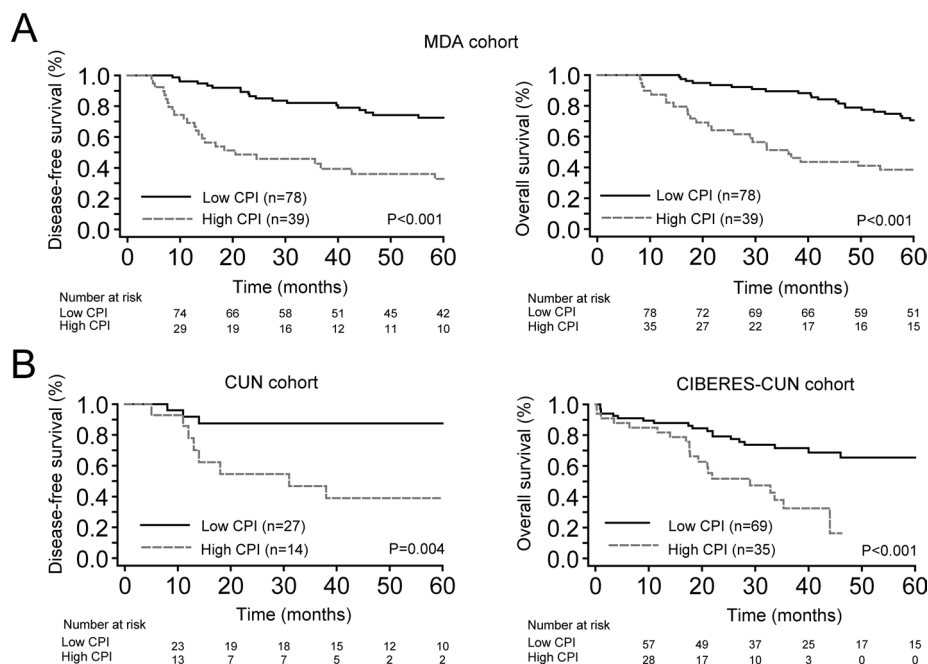 A
MDA cohort
Disease-free survival (%)
1.0
0.8
0.6
0.4
0.2
0.0
Low CPI (n=78)
High CPI (n=39)
P<0.001
0 10 20 30 40 50 60
Time (months)
Number at risk
Low CPI 74 66 58 51 45 42
High CPI 29 19 16 12 11 10
Overall survival (%)
1.0
0.8
0.6
0.4
0.2
0.0
Low CPI (n=78)
High CPI (n=39)
P<0.001
0 10 20 30 40 50 60
Time (months)
Number at risk
Low CPI 78 72 69 66 59 51
High CPI 35 27 22 17 16 15
B
CUN cohort
Disease-free survival (%)
1.0
0.8
0.6
0.4
0.2
0.0
Low CPI (n=27)
High CPI (n=14)
P=0.004
0 10 20 30 40 50 60
Time (months)
Number at risk
Low CPI 23 19 18 15 12 10
High CPI 13 7 7 5 2 2
CIBERES-CUN cohort
Overall survival (%)
1.0
0.8
0.6
0.4
0.2
0.0
Low CPI (n=69)
High CPI (n=35)
P<0.001
0 10 20 30 40 50 60
Time (months)
Number at risk
Low CPI 57 49 37 25 17 15
High CPI 28 17 10 3 0 0